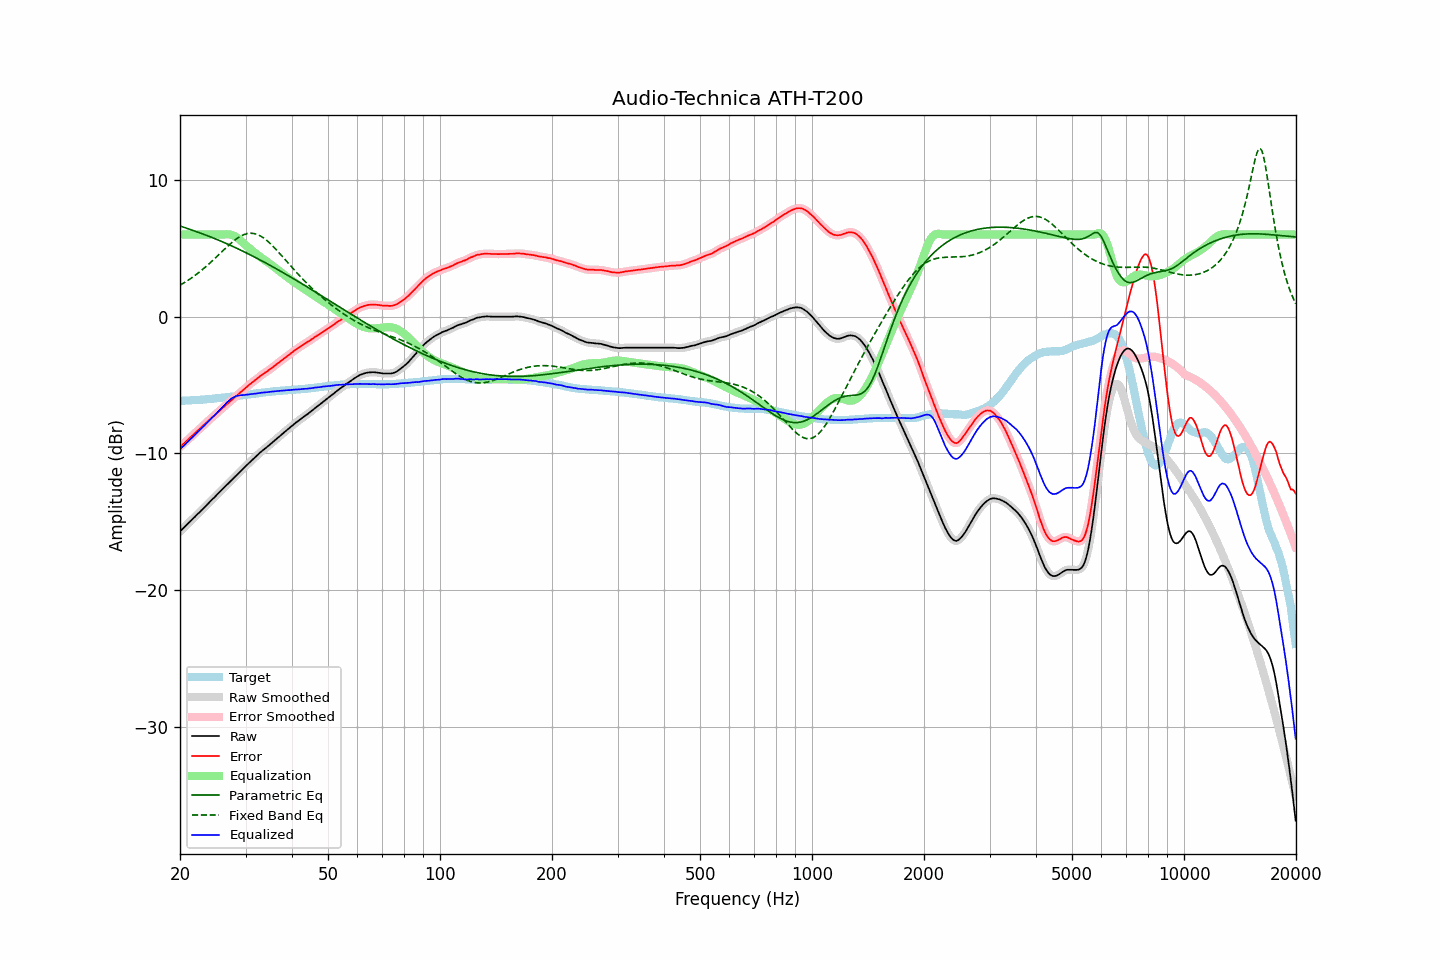 Audio-Technica ATH-T200
Amplitude (dBr)
10
0
−10
−20
−30
Target
Raw Smoothed
Error Smoothed
Raw
Error
Equalization
Parametric Eq
Fixed Band Eq
Equalized
20 50 100 200 500 1000 2000 5000 10000 20000
Frequency (Hz)